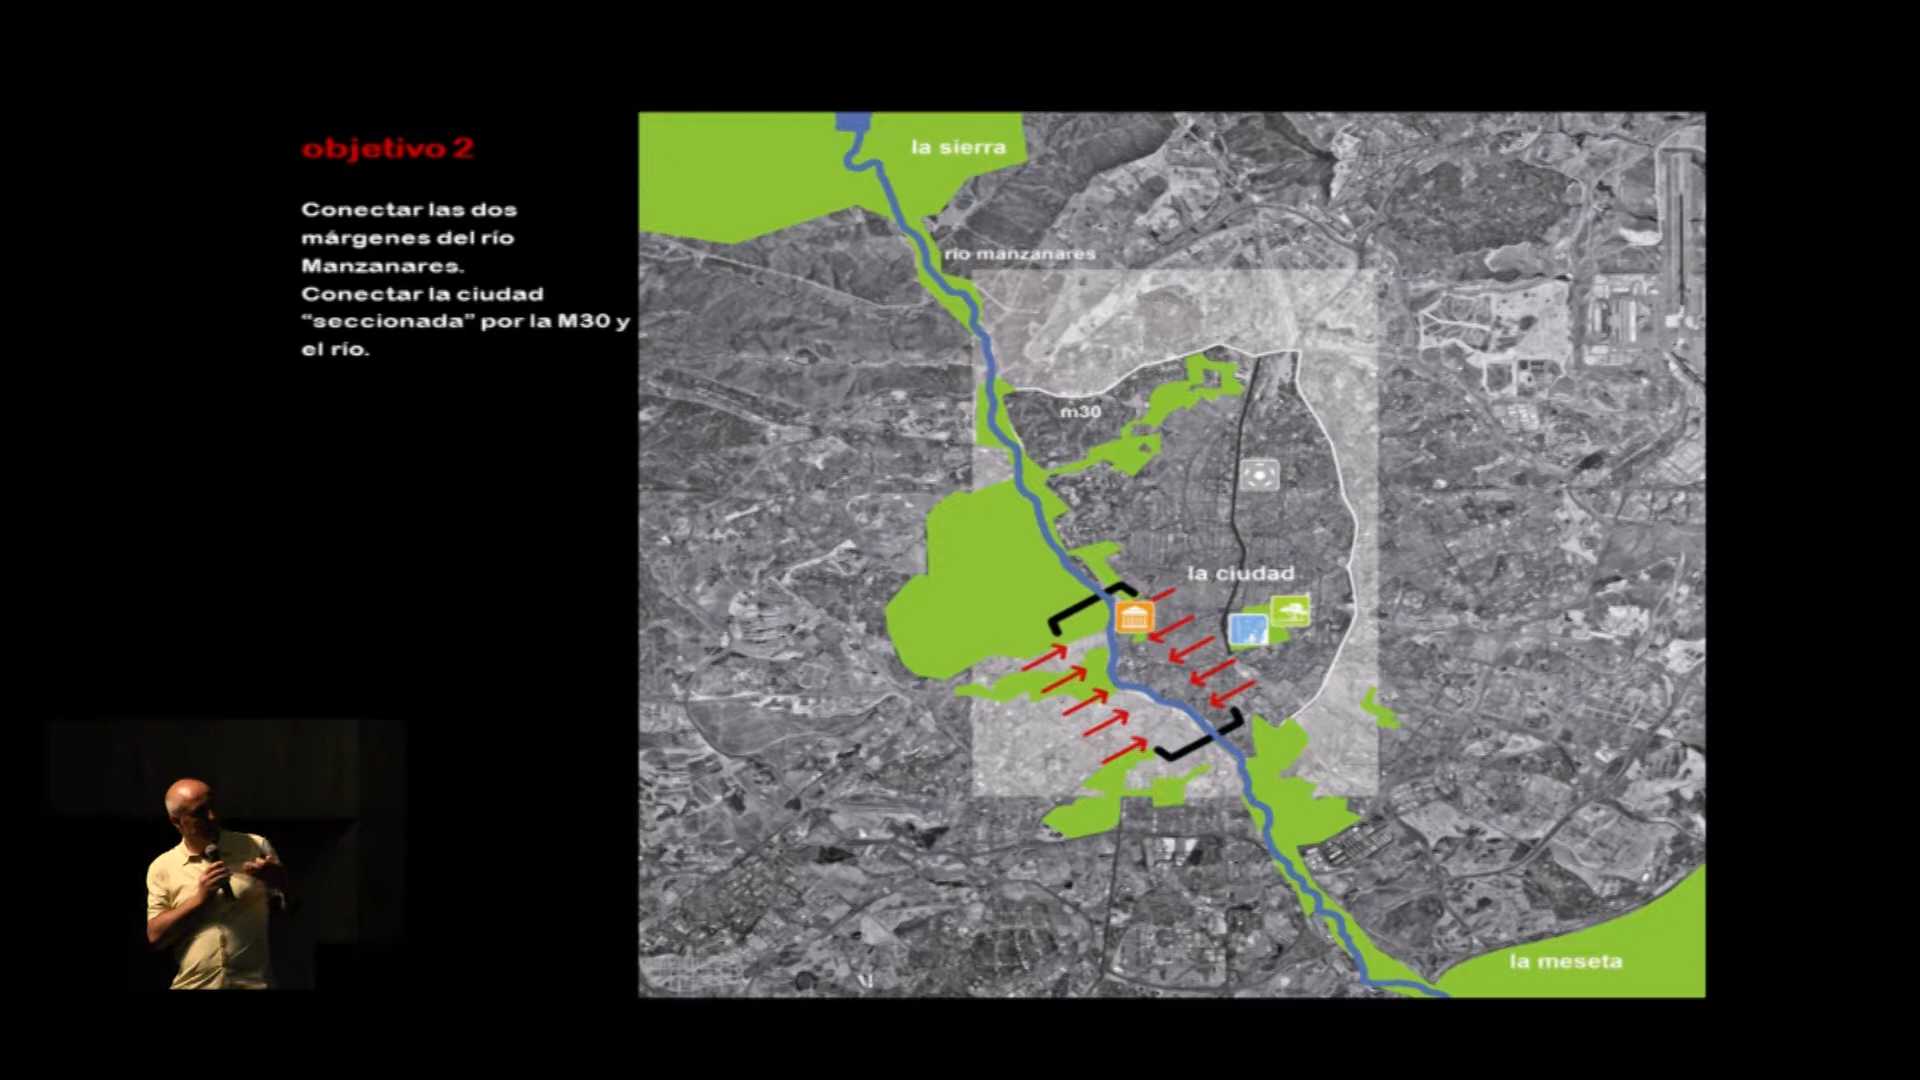 objetivo 2
Conectar las dos
márgenes del río
Manzanares.
Conectar la ciudad
“seccionada” por la M30 y
el río.
la sierra
río manzanares
m30
la ciudad
la meseta